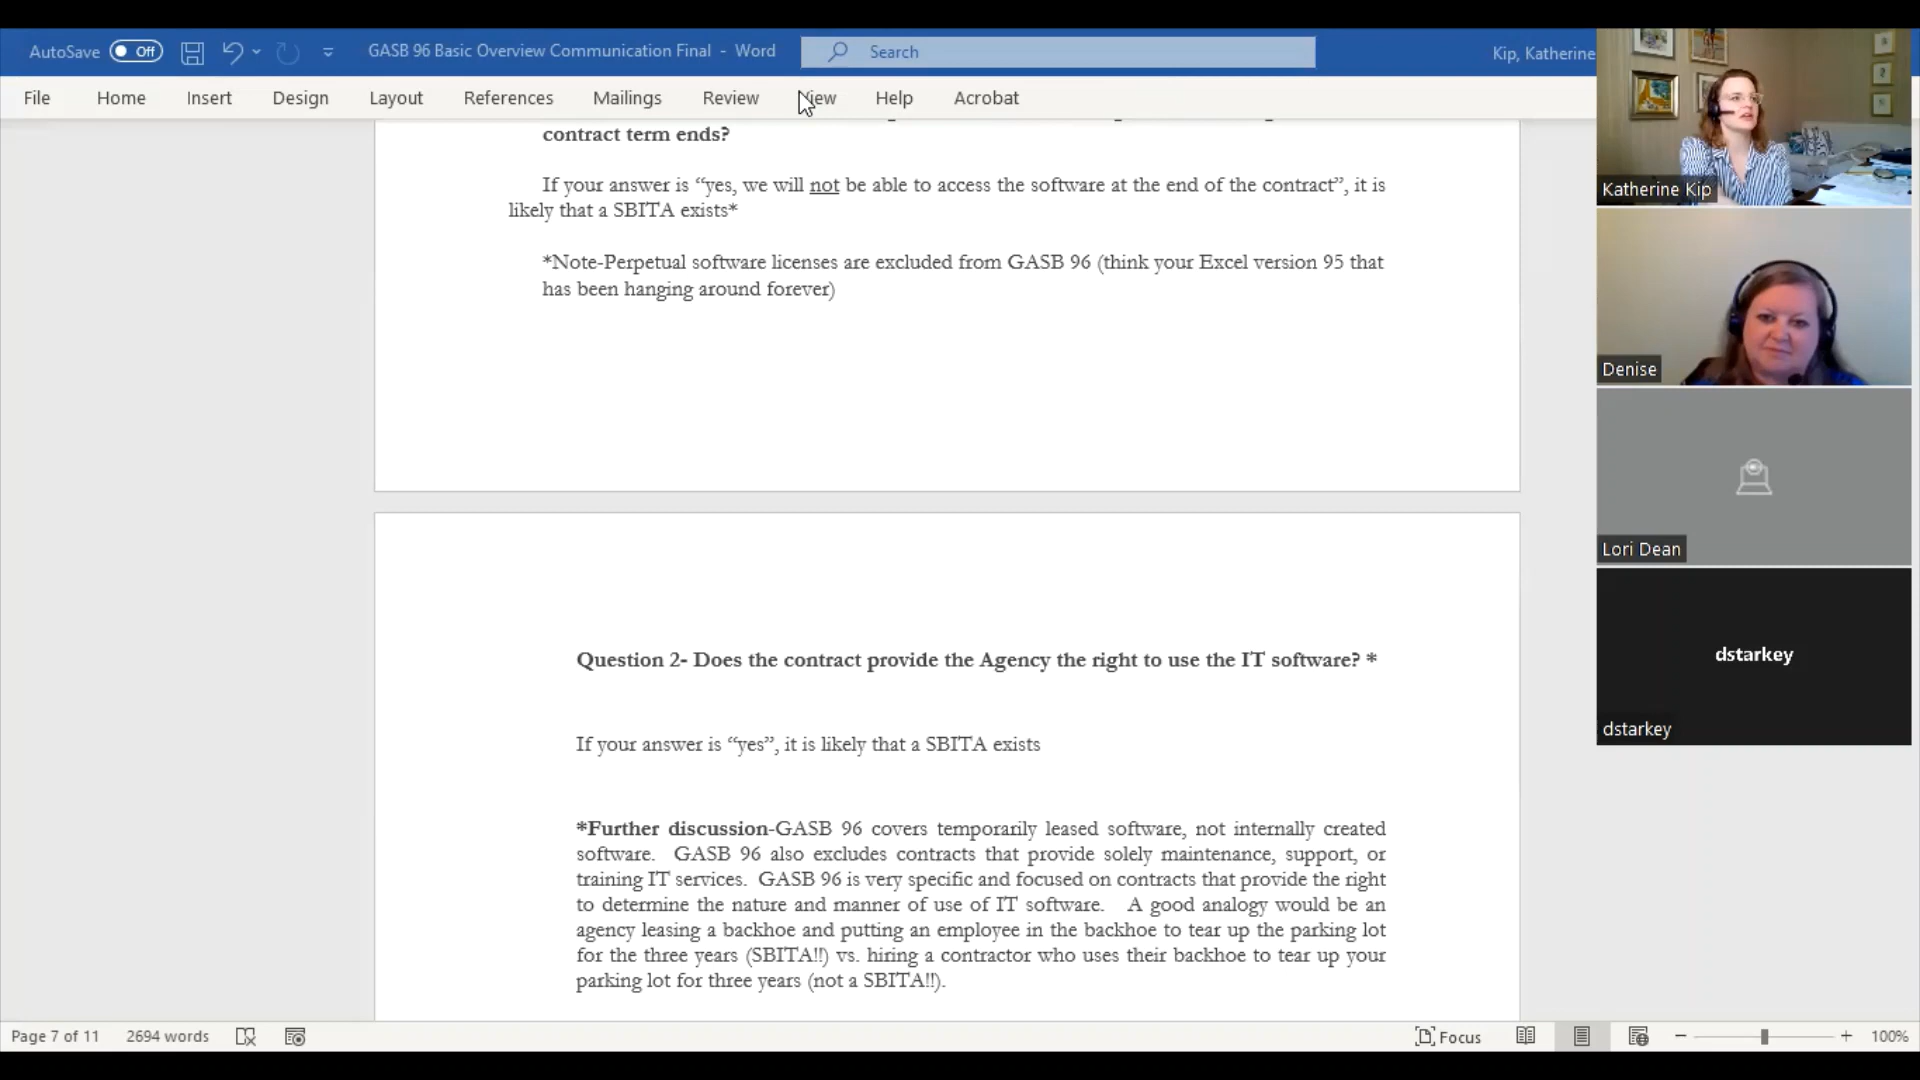 AutoSave Off GASB 96 Basic Overview Communication Final - Word Search Kip, Katherine
File Home Insert Design Layout References Mailings Review View Help Acrobat
contract term ends?
If your answer is “yes, we will not be able to access the software at the end of the contract”, it is
likely that a SBITA exists*
*Note-Perpetual software licenses are excluded from GASB 96 (think your Excel version 95 that
has been hanging around forever)
Question 2- Does the contract provide the Agency the right to use the IT software? *
If your answer is “yes”, it is likely that a SBITA exists
*Further discussion-GASB 96 covers temporarily leased software, not internally created
software. GASB 96 also excludes contracts that provide solely maintenance, support, or
training IT services. GASB 96 is very specific and focused on contracts that provide the right
to determine the nature and manner of use of IT software. A good analogy would be an
agency leasing a backhoe and putting an employee in the backhoe to tear up the parking lot
for the three years (SBITA!!) vs. hiring a contractor who uses their backhoe to tear up your
parking lot for three years (not a SBITA!!).
Page 7 of 11 2694 words Focus 100%
Katherine Kip
Denise
Lori Dean
dstarkey
dstarkey